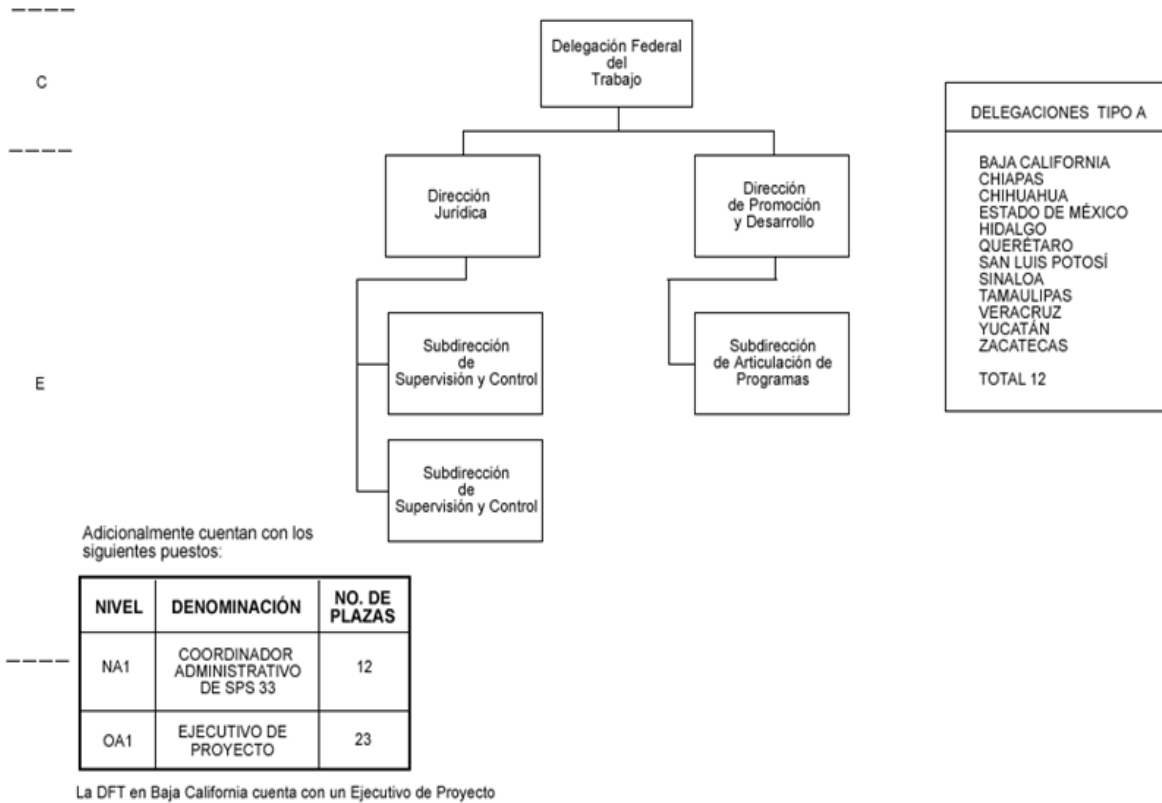 C
Delegación Federal
del
Trabajo
DELEGACIONES TIPO A
BAJA CALIFORNIA
CHIAPAS
CHIHUAHUA
ESTADO DE MÉXICO
HIDALGO
QUERÉTARO
SAN LUIS POTOSÍ
SINALOA
TAMAULIPAS
VERACRUZ
YUCATÁN
ZACATECAS
TOTAL 12
Dirección
Jurídica
Dirección
de Promoción
y Desarrollo
E
Subdirección
de
Supervisión y Control
Subdirección
de Articulación de
Programas
Subdirección
de
Supervisión y Control
Adicionalmente cuentan con los
siguientes puestos:
NIVEL DENOMINACIÓN NO. DE
PLAZAS
NA1 COORDINADOR
ADMINISTRATIVO
DE SPS 33 12
OA1 EJECUTIVO DE
PROYECTO 23
La DFT en Baja California cuenta con un Ejecutivo de Proyecto